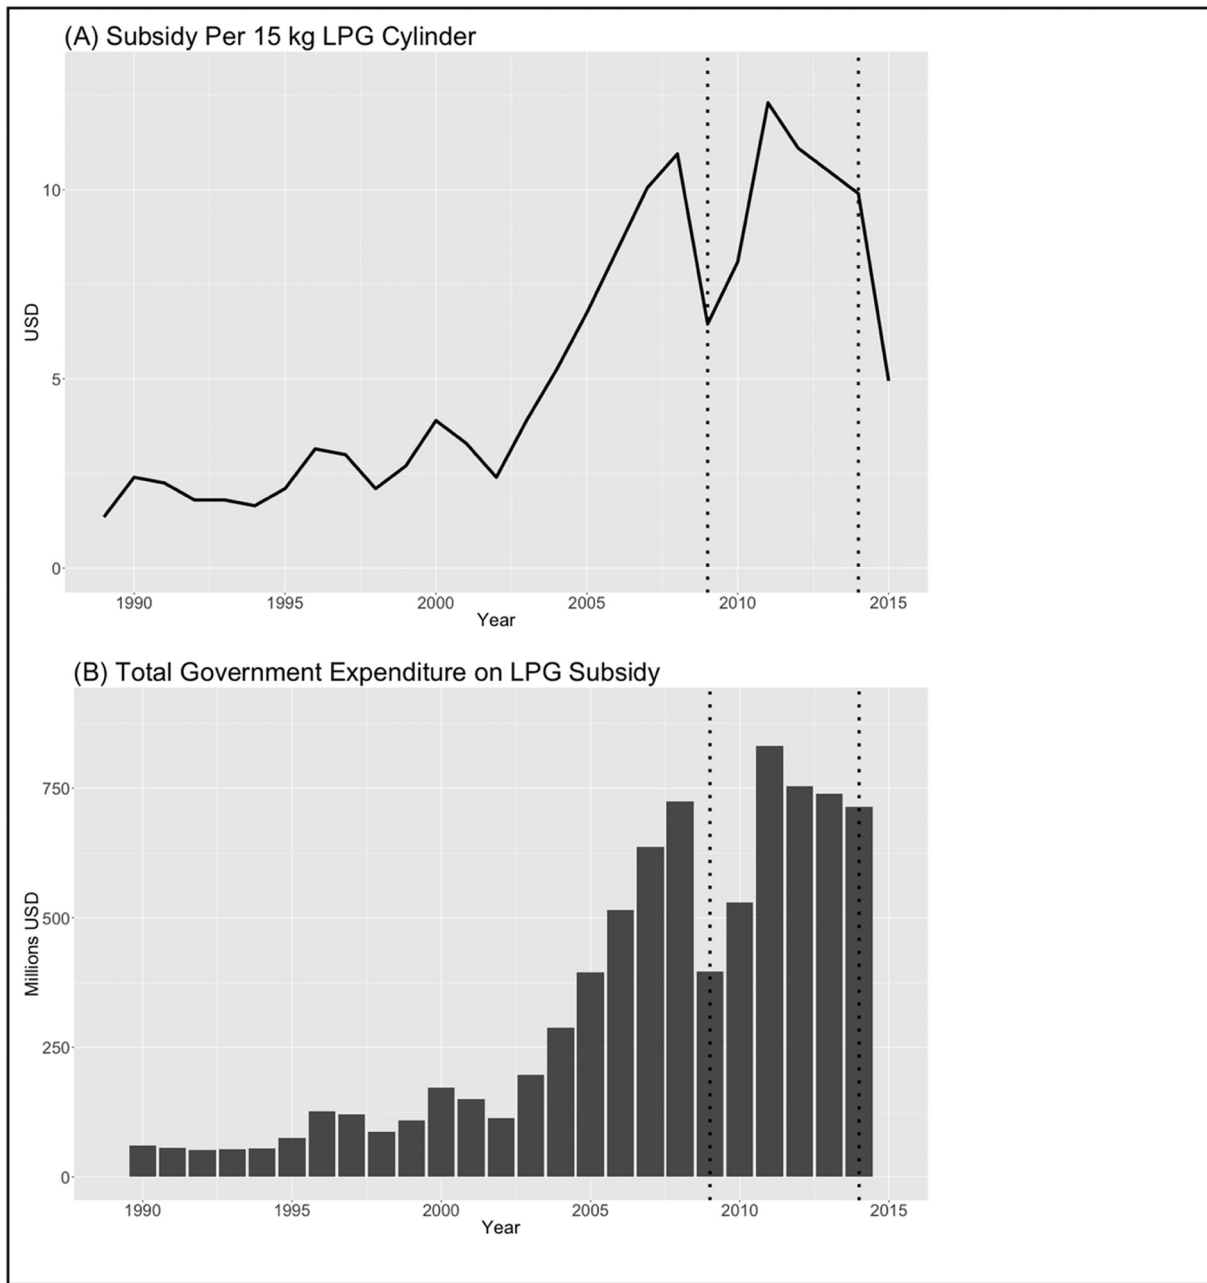 (A) Subsidy Per 15 kg LPG Cylinder
10
5
0
USD
1990 1995 2000 2005 2010 2015
Year
(B) Total Government Expenditure on LPG Subsidy
750
500
250
0
Millions USD
1990 1995 2000 2005 2010 2015
Year